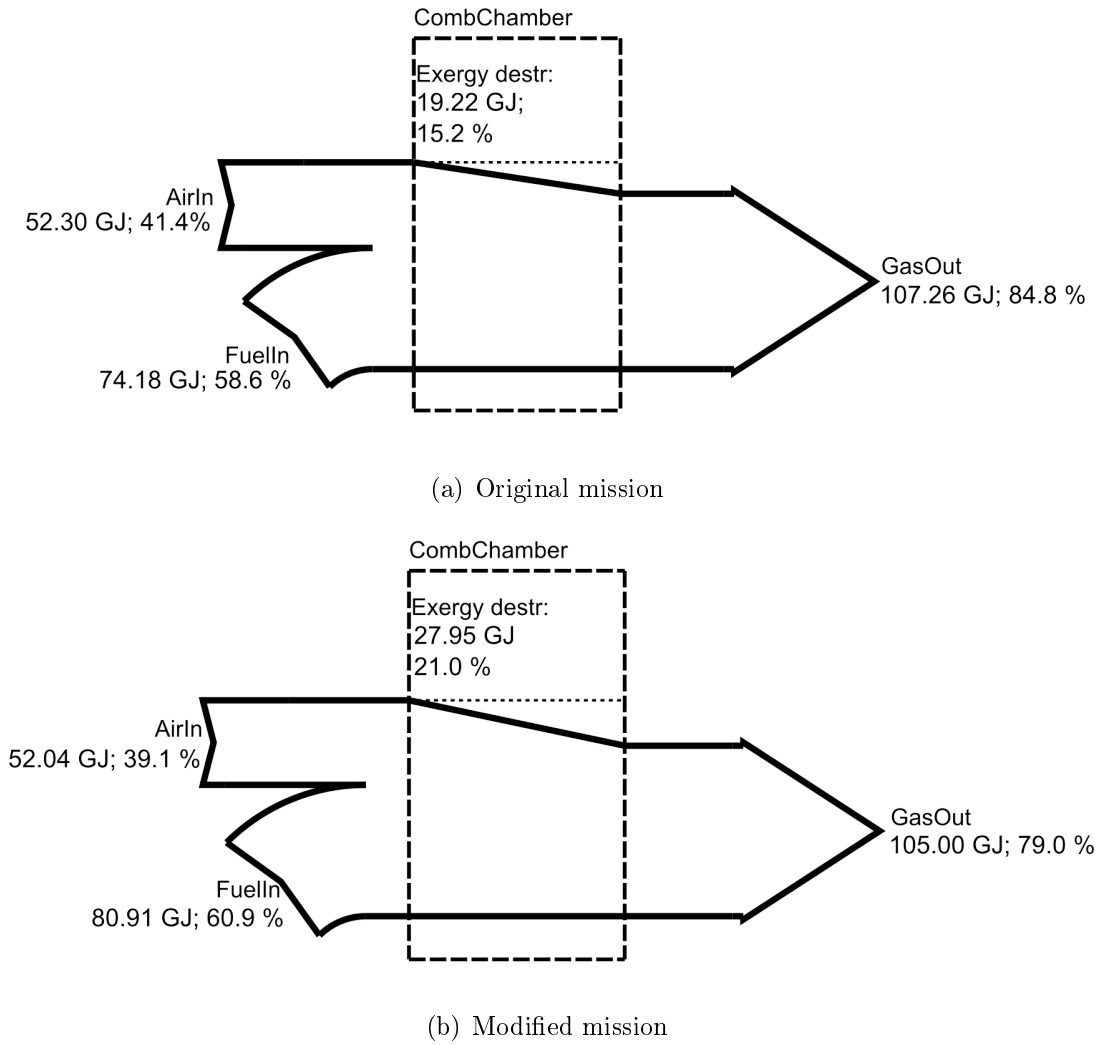 CombChamber
Exergy destr:
19.22 GJ;
15.2 %
AirIn
52.30 GJ; 41.4%
GasOut
107.26 GJ; 84.8 %
FuelIn
74.18 GJ; 58.6 %
(a) Original mission
CombChamber
Exergy destr:
27.95 GJ
21.0 %
AirIn
52.04 GJ; 39.1 %
GasOut
105.00 GJ; 79.0 %
FuelIn
80.91 GJ; 60.9 %
(b) Modified mission